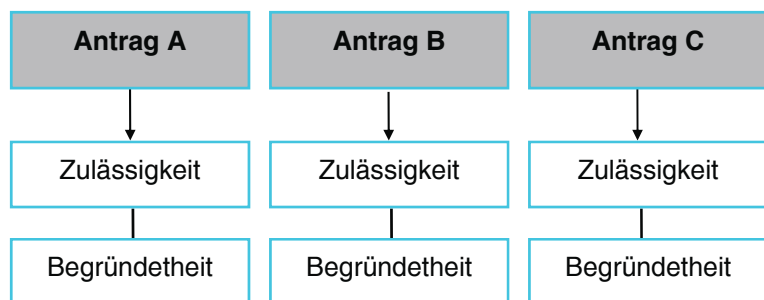 Antrag A
Antrag B
Antrag C
Zulässigkeit
Zulässigkeit
Zulässigkeit
Begründetheit
Begründetheit
Begründetheit